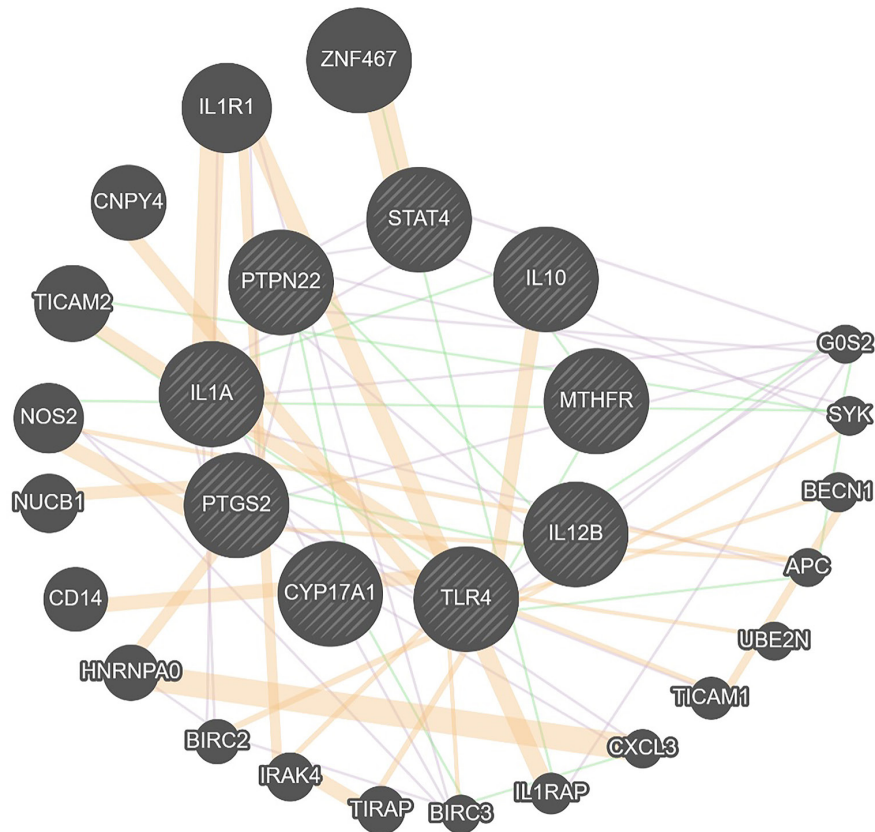 ZNF467
IL1R1
CNPY4
STAT4
PTPN22
IL10
TICAM2
G0S2
IL1A
MTHFR
NOS2
SYK
NUCB1
PTGS2
BECN1
IL12B
APC
CD14
CYP17A1
TLR4
UBE2N
HNRNPA0
TICAM1
BIRC2
CXCL3
IRAK4
IL1RAP
TIRAP
BIRC3